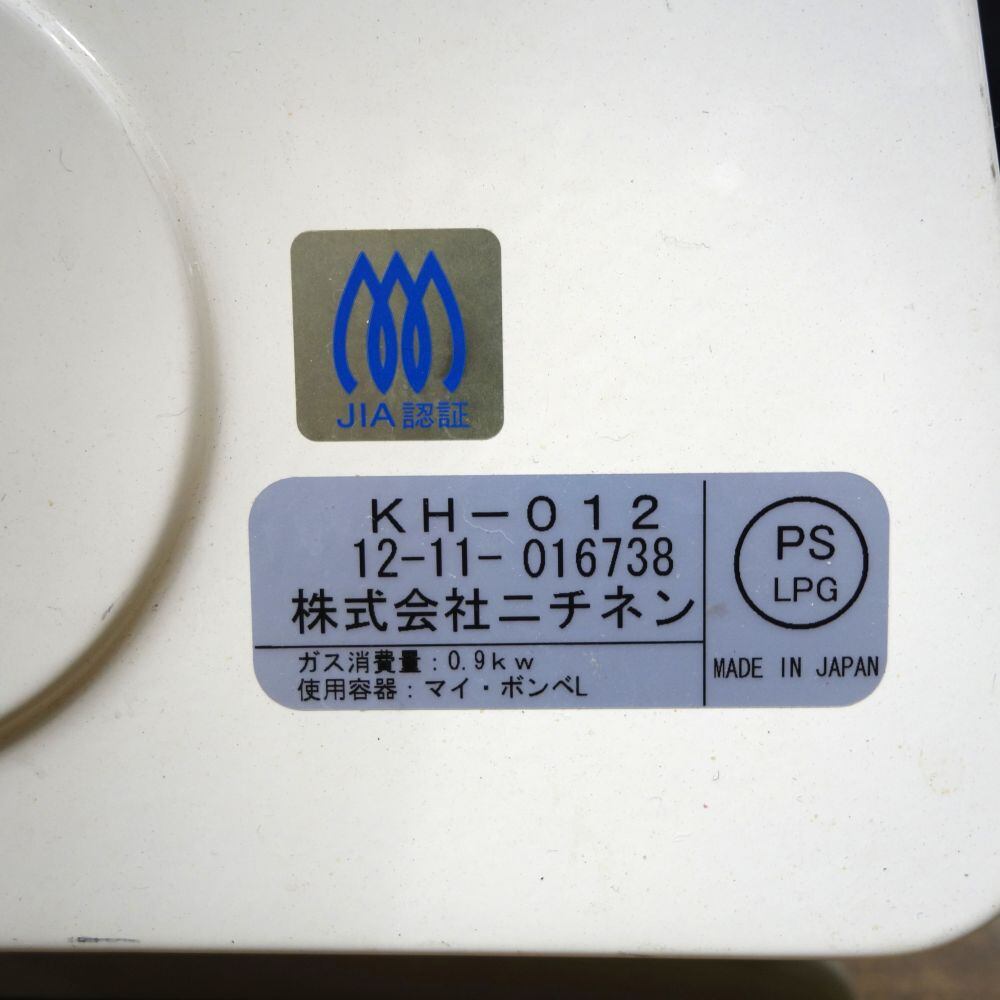 JIA認証
KH-012
12-11-016738
株式会社ニチネン
ガス消費量:0.9kw
使用容器:マイ・ボンベL
PS
LPG
MADE IN JAPAN